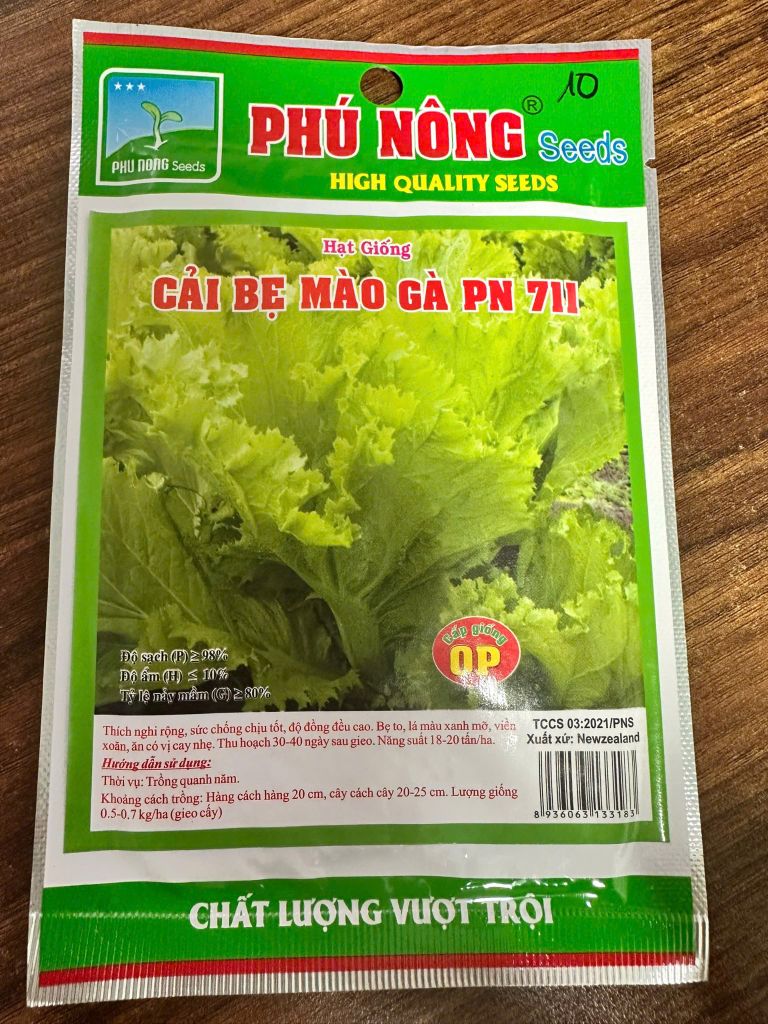 10
PHÚ NÔNG® Seeds
HIGH QUALITY SEEDS
PHU NONG Seeds
Hạt Giống
CẢI BẸ MÀO GÀ PN 711
Cấp giống
OP
Độ sạch (P) ≥ 98%
Độ ẩm (H) ≤ 10%
Tỷ lệ nảy mầm (G) ≥ 80%
Thích nghi rộng, sức chống chịu tốt, độ đồng đều cao. Bẹ to, lá màu xanh mỡ, viền
xoăn, ăn có vị cay nhẹ. Thu hoạch 30-40 ngày sau gieo. Năng suất 18-20 tấn/ha.
Hướng dẫn sử dụng:
Thời vụ: Trồng quanh năm.
Khoảng cách trồng: Hàng cách hàng 20 cm, cây cách cây 20-25 cm. Lượng giống
0.5-0.7 kg/ha (gieo cấy)
TCCS 03:2021/PNS
Xuất xứ: Newzealand
8 936063 133183
CHẤT LƯỢNG VƯỢT TRỘI